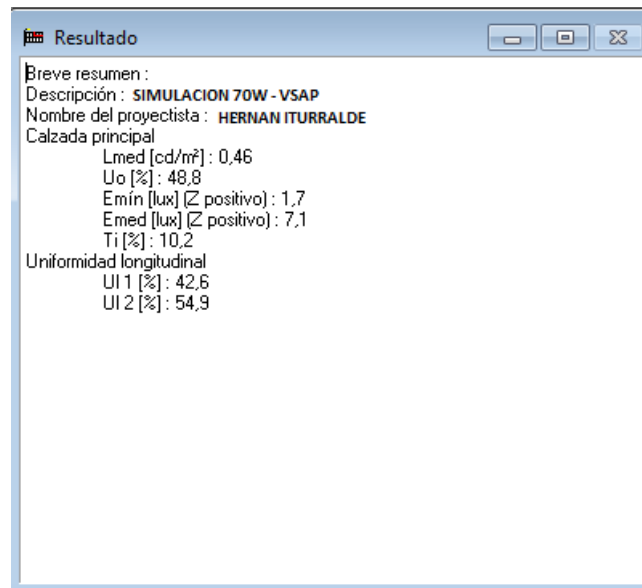 Resultado
Breve resumen :
Descripción : SIMULACION 70W - VSAP
Nombre del proyectista : HERNAN ITURRALDE
Calzada principal
Lmed [cd/m²] : 0,46
Uo [%] : 48,8
Emín [lux] (Z positivo) : 1,7
Emed [lux] (Z positivo) : 7,1
Ti [%] : 10,2
Uniformidad longitudinal
Ul 1 [%] : 42,6
Ul 2 [%] : 54,9